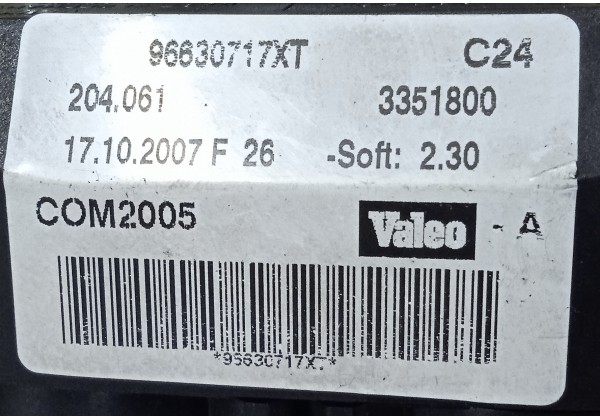 96630717XT C24
204.061 3351800
17.10.2007 F 26 -Soft: 2.30
COM2005 Valeo - A
*96630717XT*